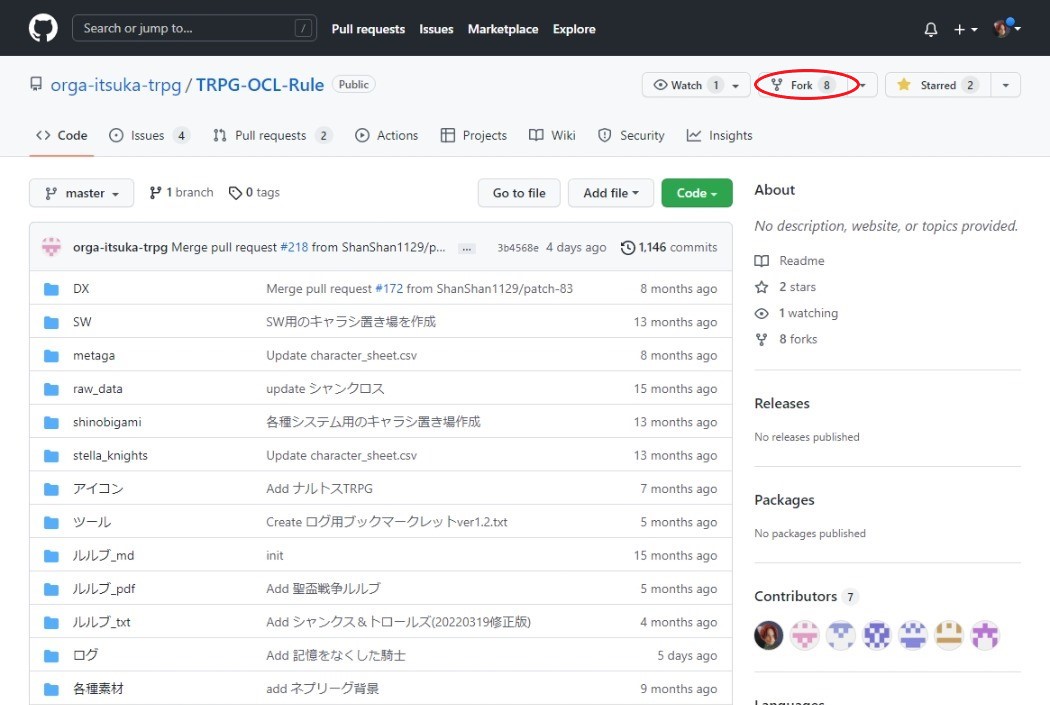 Search or jump to... / Pull requests Issues Marketplace Explore
orga-itsuka-trpg / TRPG-OCL-Rule Public Watch 1 Fork 8 Starred 2
Code Issues 4 Pull requests 2 Actions Projects Wiki Security Insights
master 1 branch 0 tags Go to file Add file Code
orga-itsuka-trpg Merge pull request #218 from ShanShan1129/p... ... 3b4568e 4 days ago 1,146 commits
DX Merge pull request #172 from ShanShan1129/patch-83 8 months ago
SW SW用のキャラシ置き場を作成 13 months ago
metaga Update character_sheet.csv 8 months ago
raw_data update シャンクロス 15 months ago
shinobigami 各種システム用のキャラシ置き場作成 13 months ago
stella_knights Update character_sheet.csv 13 months ago
アイコン Add ナルトスTRPG 7 months ago
ツール Create ログ用ブックマークレットver1.2.txt 5 months ago
ルルブ_md init 15 months ago
ルルブ_pdf Add 聖盃戦争ルルブ 5 months ago
ルルブ_txt Add シャンクス＆トロールズ(20220319修正版) 4 months ago
ログ Add 記憶をなくした騎士 5 days ago
各種素材 add ネプリーグ背景 9 months ago
About
No description, website, or topics provided.
Readme
2 stars
1 watching
8 forks
Releases
No releases published
Packages
No packages published
Contributors 7
Languages